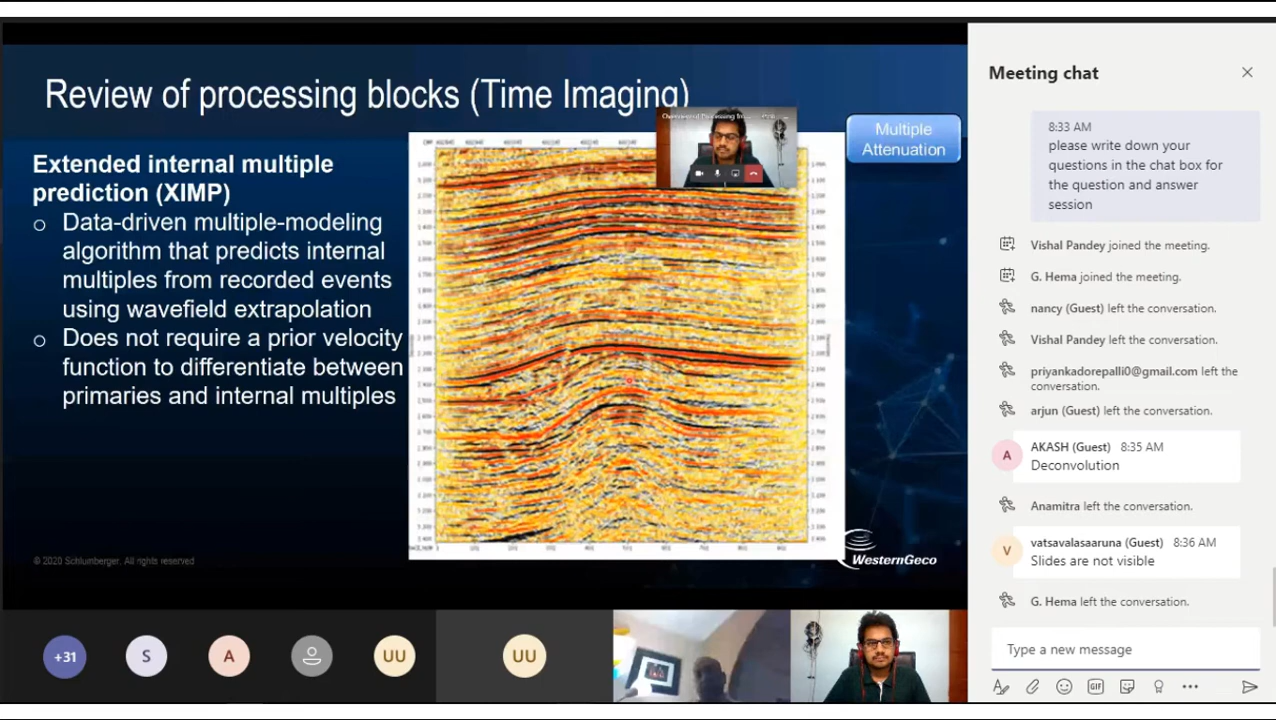 Review of processing blocks (Time Imaging)
Multiple
Attenuation
Extended internal multiple
prediction (XIMP)
o Data-driven multiple-modeling
algorithm that predicts internal
multiples from recorded events
using wavefield extrapolation
o Does not require a prior velocity
function to differentiate between
primaries and internal multiples
© 2020 Schlumberger. All rights reserved
WesternGeco
+31
S
A
UU
UU
Meeting chat
8:33 AM
please write down your
questions in the chat box for
the question and answer
session
Vishal Pandey joined the meeting.
G. Hema joined the meeting.
nancy (Guest) left the conversation.
Vishal Pandey left the conversation.
priyankadorepalli0@gmail.com left the
conversation.
arjun (Guest) left the conversation.
A
AKASH (Guest) 8:35 AM
Deconvolution
Anamitra left the conversation.
V
vatsavalasaaruna (Guest) 8:36 AM
Slides are not visible
G. Hema left the conversation.
Type a new message
GIF